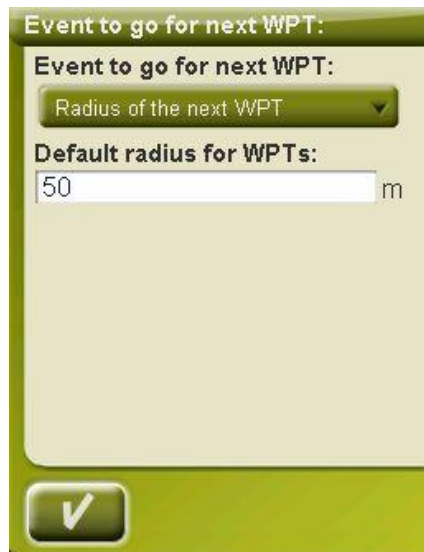 Event to go for next WPT:
Event to go for next WPT:
Radius of the next WPT
Default radius for WPTs:
50 m